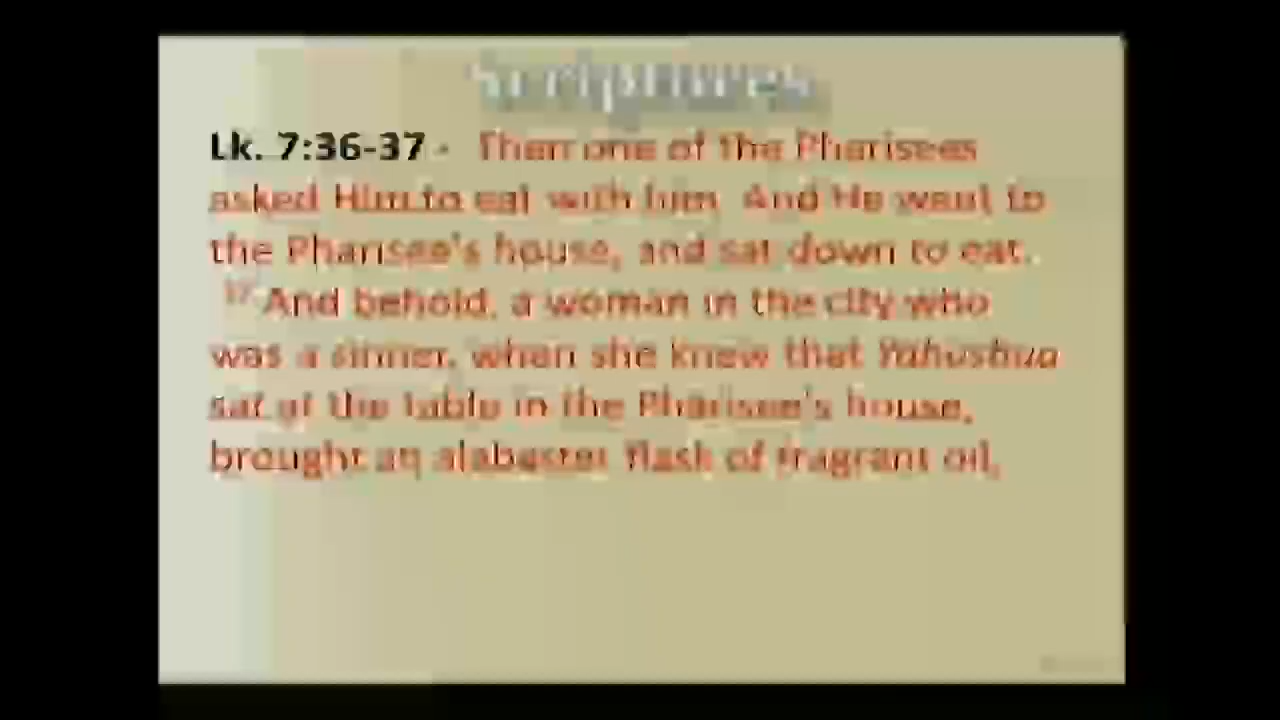 Scriptures
Lk. 7:36-37 - Then one of the Pharisees
asked Him to eat with him. And He went to
the Pharisee's house, and sat down to eat.
37 And behold, a woman in the city who
was a sinner, when she knew that Yahushua
sat at the table in the Pharisee's house,
brought an alabaster flask of fragrant oil,